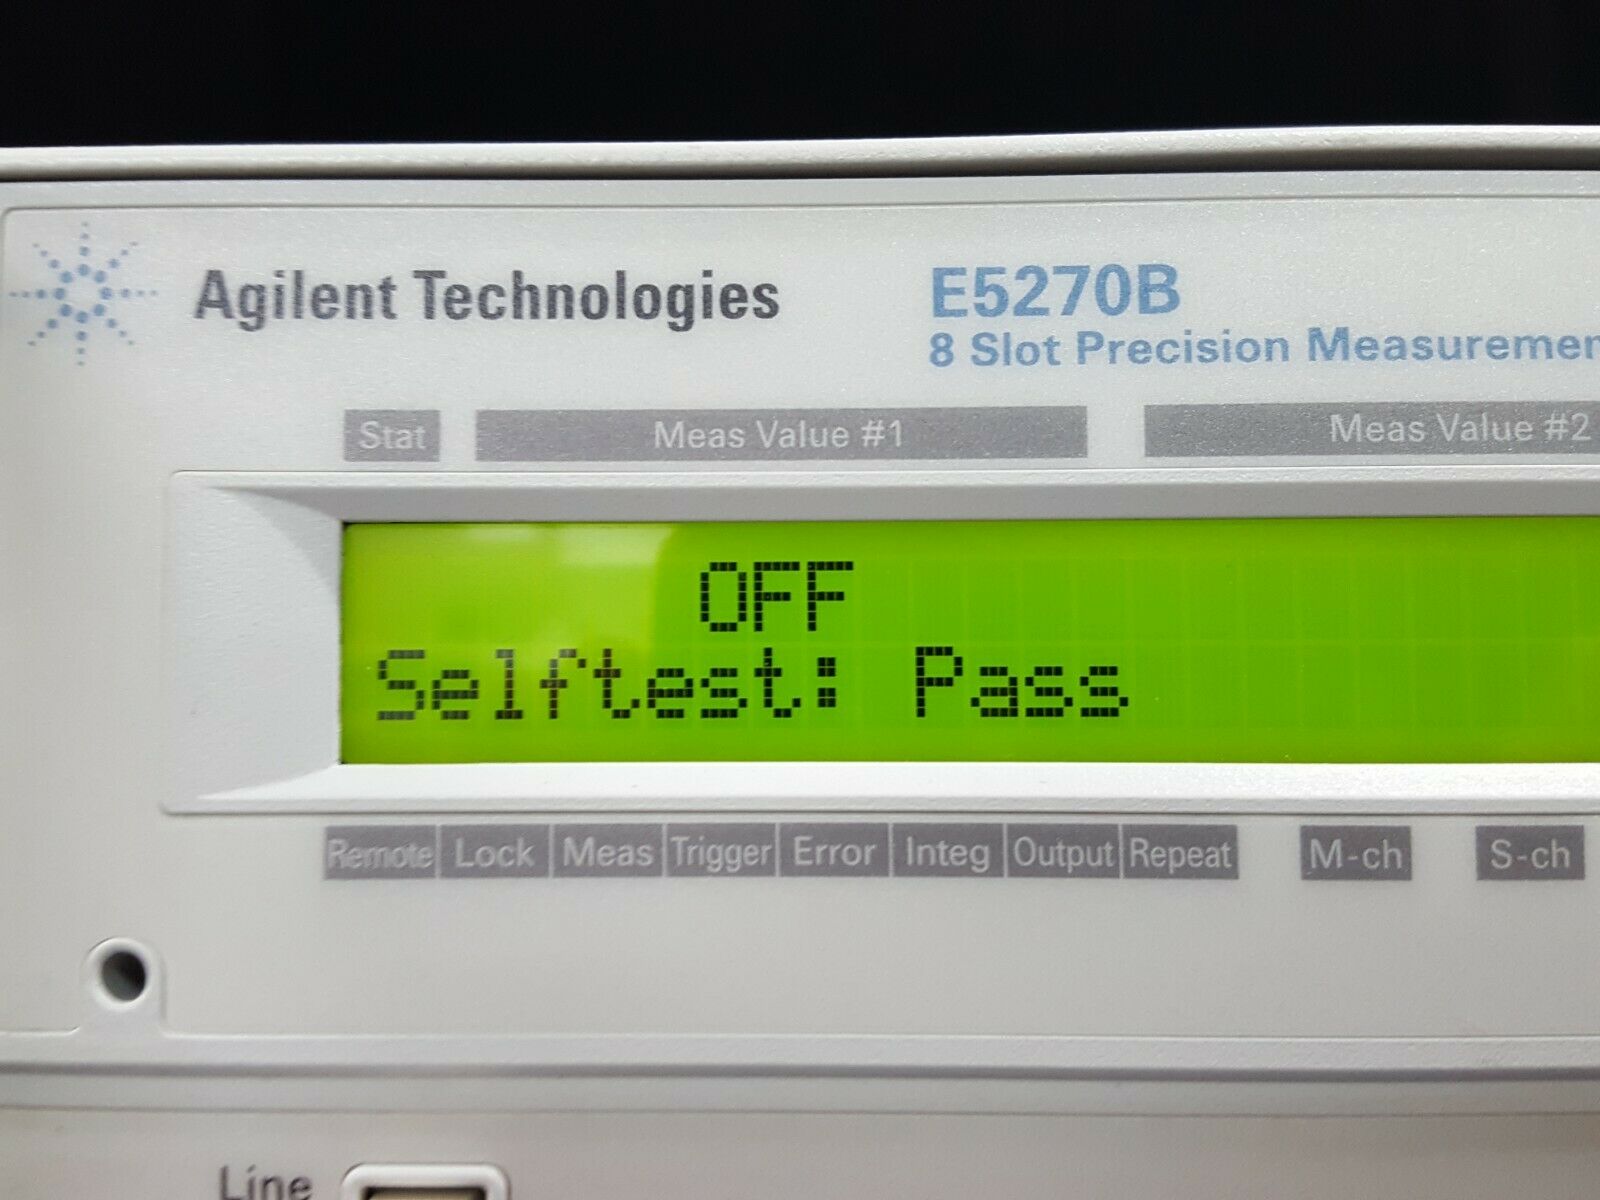 Agilent Technologies
E5270B
8 Slot Precision Measuremen
Stat Meas Value #1 Meas Value #2
OFF
Selftest: Pass
Remote Lock Meas Trigger Error Integ Output Repeat M-ch S-ch
Line